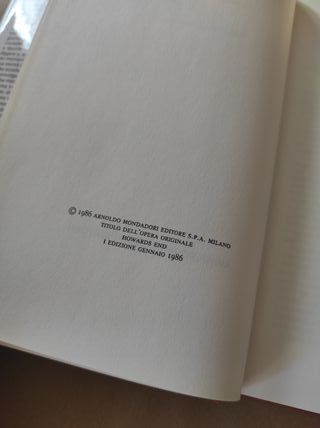 © 1986 ARNOLDO MONDADORI EDITORE S.P.A. MILANO
TITOLO DELL'OPERA ORIGINALE
HOWARDS END
I EDIZIONE GENNAIO 1986